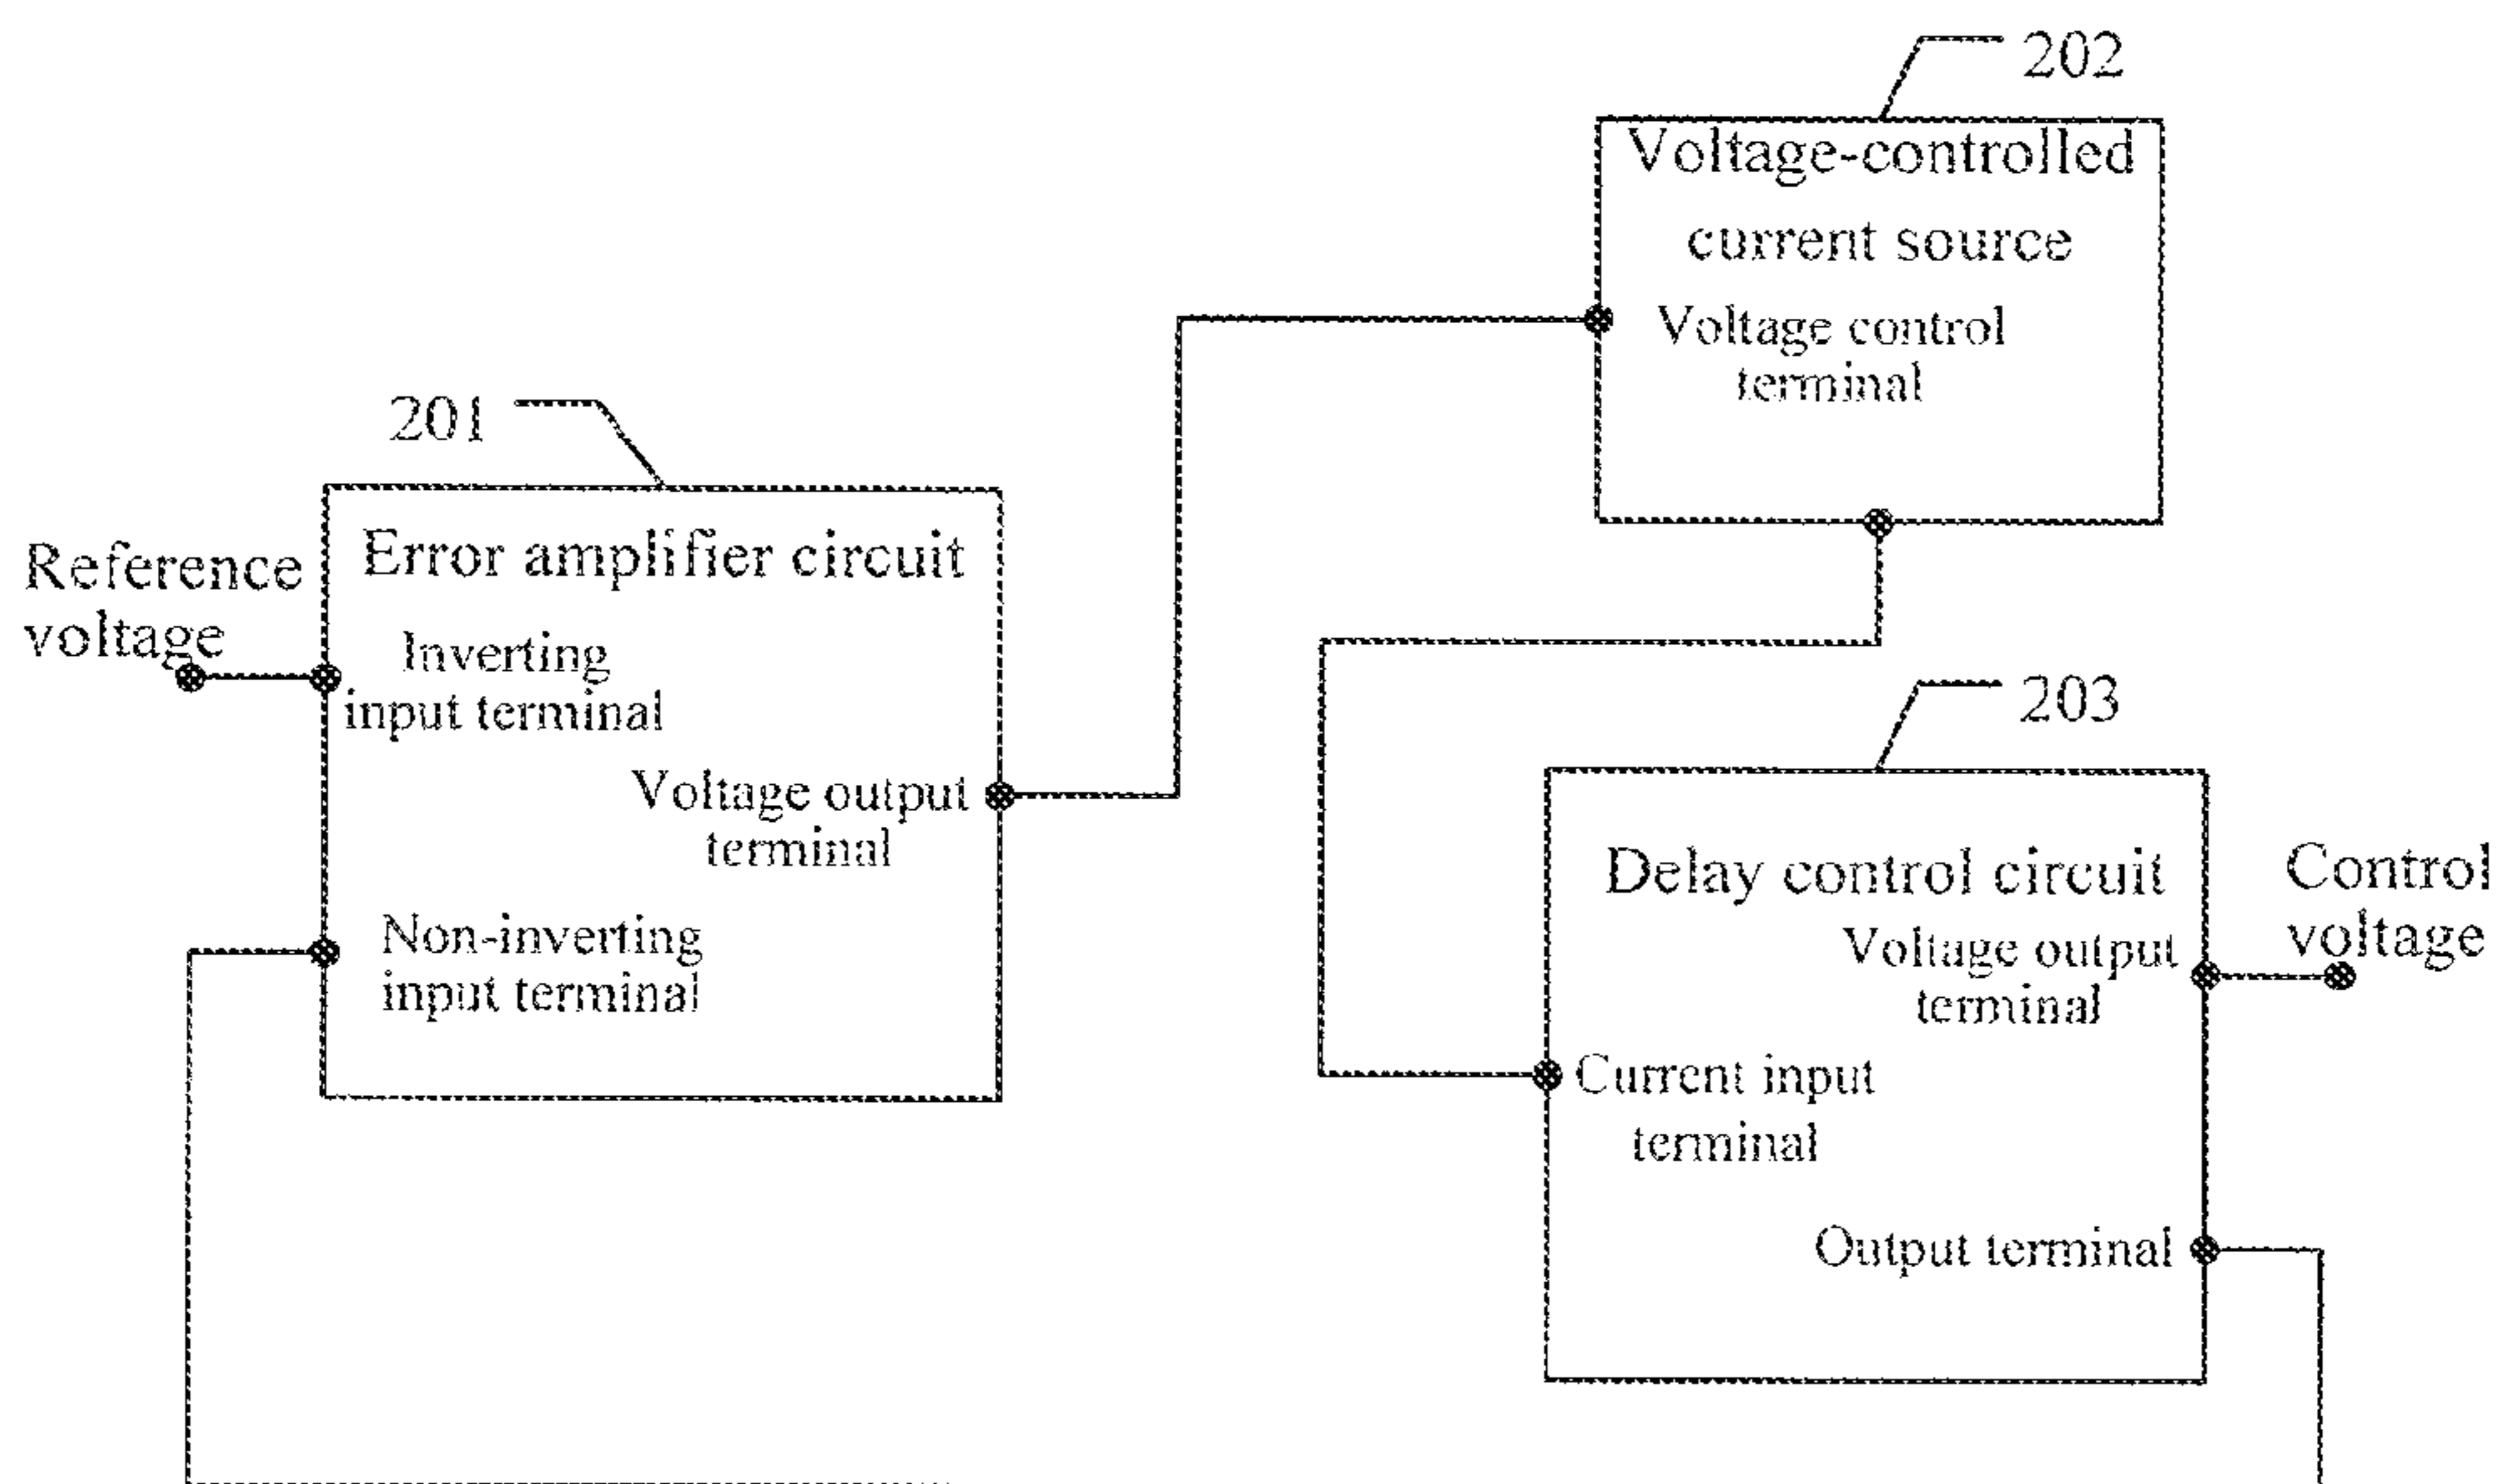 202
Voltage-controlled
current source
Voltage control
terminal
201
Error amplifier circuit
Reference
voltage
Inverting
input terminal
Voltage output
terminal
Non-inverting
input terminal
203
Delay control circuit
Control
voltage
Voltage output
terminal
Current input
terminal
Output terminal